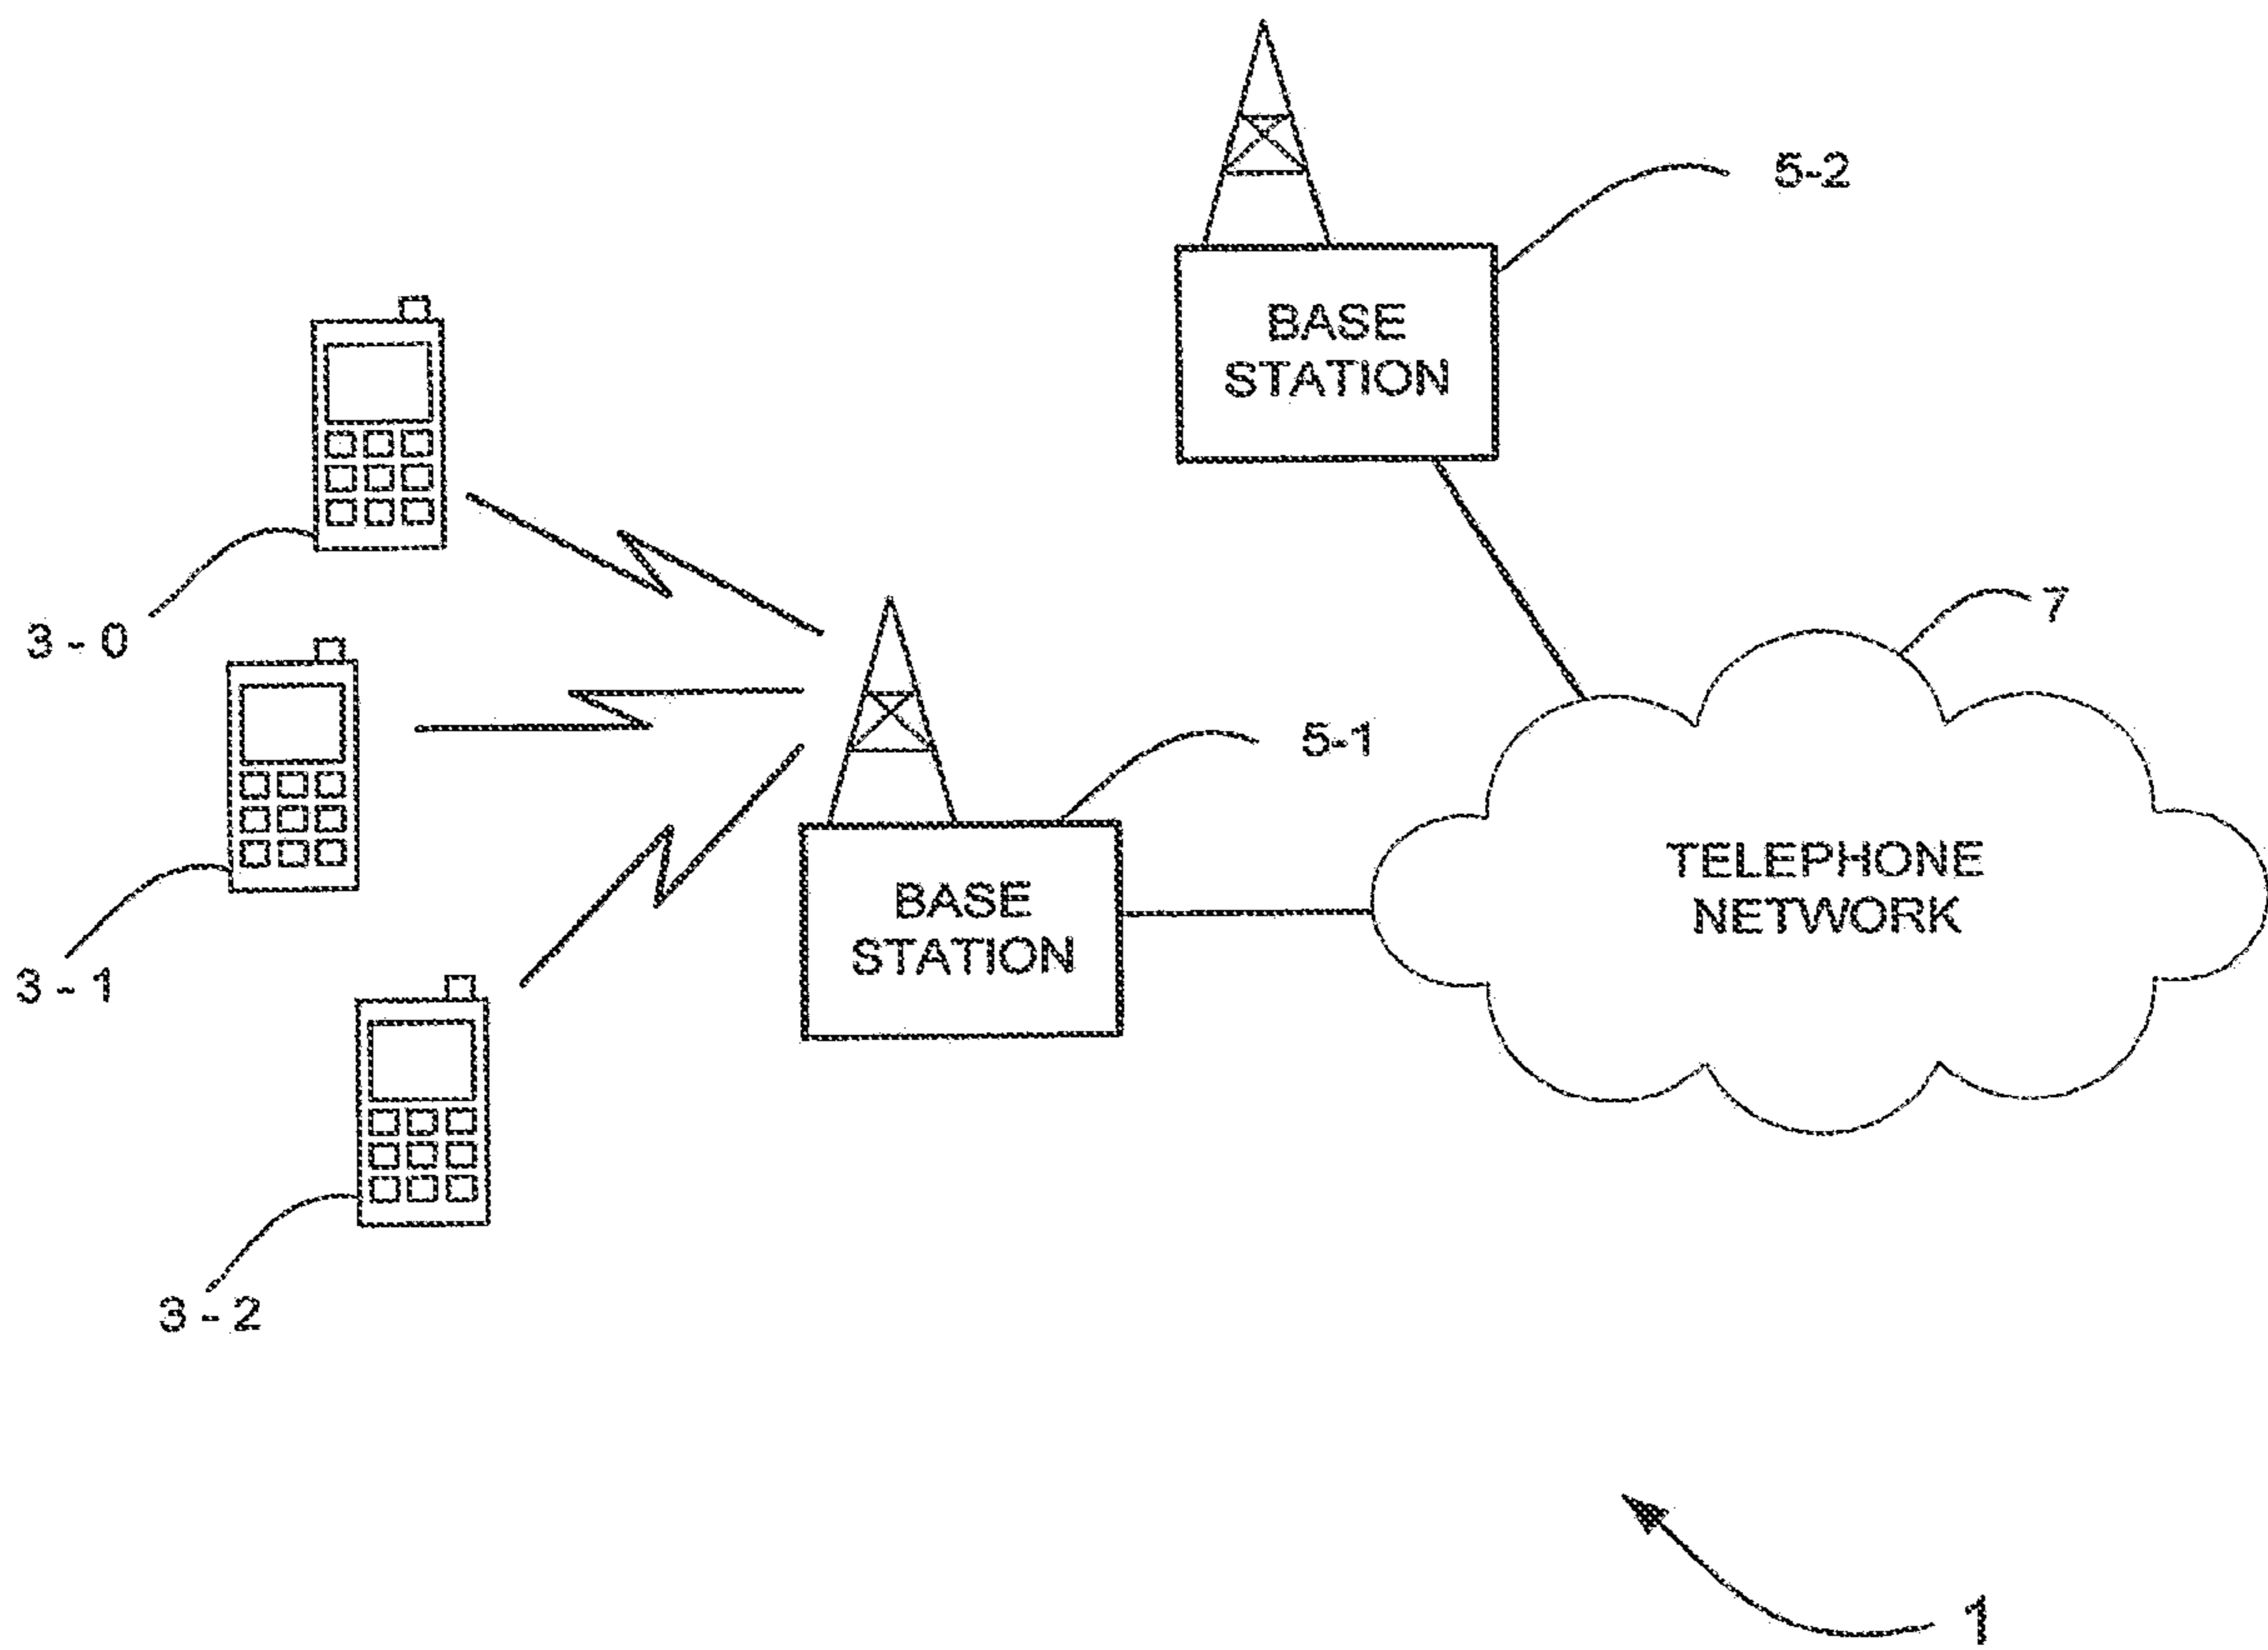 5-2
BASE
STATION
3 - 0
7
5-1
TELEPHONE
NETWORK
BASE
STATION
3 - 1
3 - 2
1